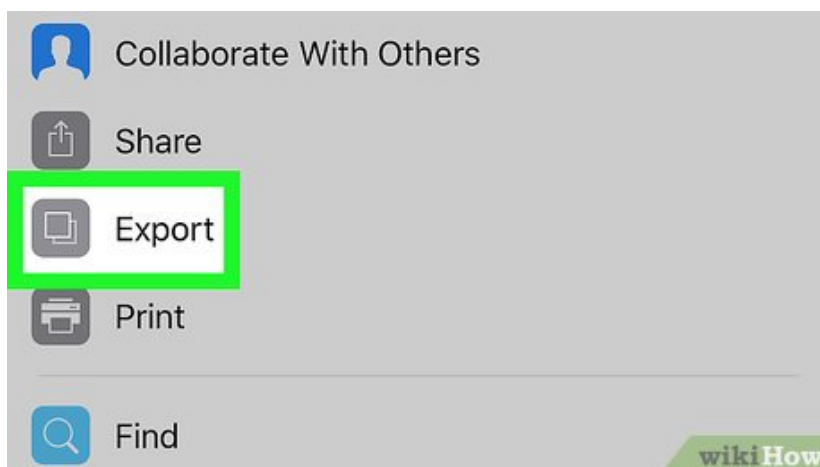 Collaborate With Others
Share
Export
Print
Find
wikiHow